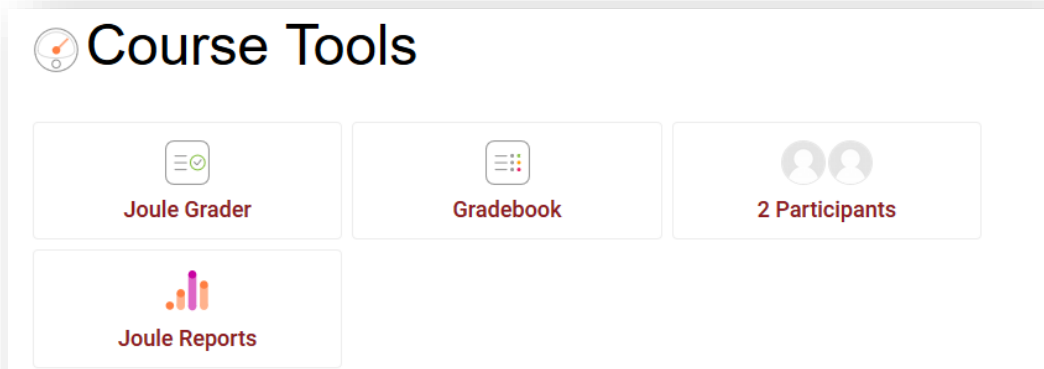 Course Tools
Joule Grader
Gradebook
2 Participants
Joule Reports